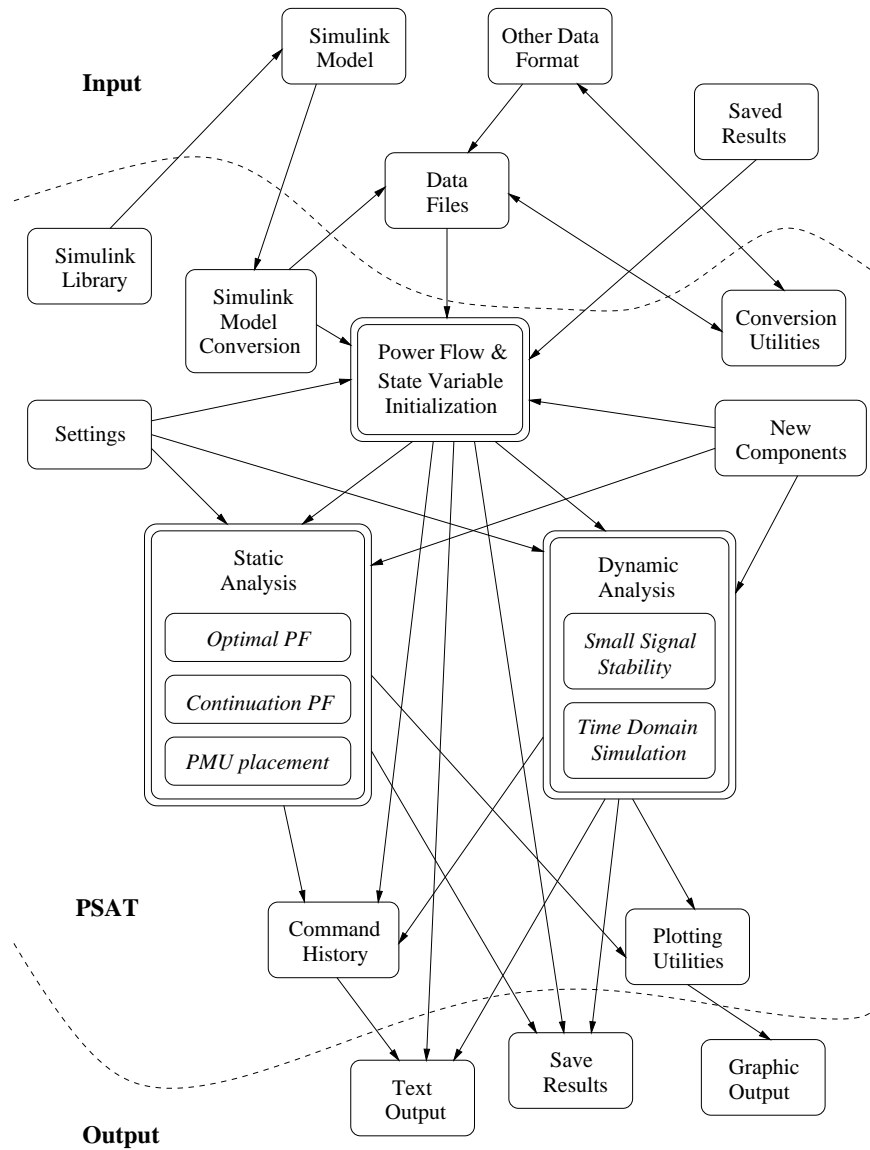 Simulink
Model
Other Data
Format
Input
Saved
Results
Data
Files
Simulink
Library
Simulink
Model
Conversion
Conversion
Utilities
Power Flow &
State Variable
Initialization
Settings
New
Components
Static
Analysis
Optimal PF
Continuation PF
PMU placement
Dynamic
Analysis
Small Signal
Stability
Time Domain
Simulation
PSAT
Command
History
Plotting
Utilities
Text
Output
Save
Results
Graphic
Output
Output